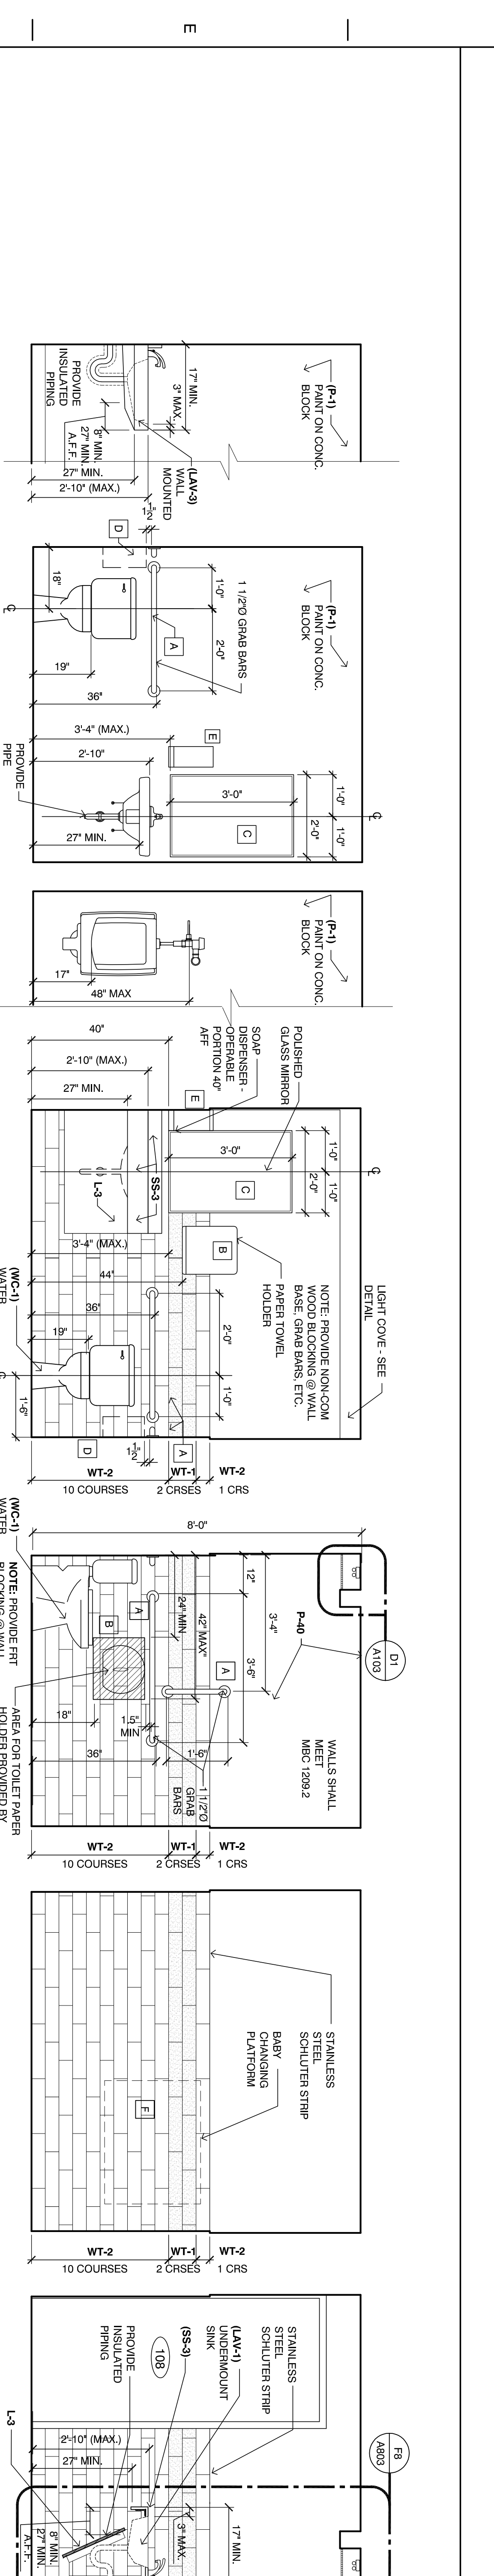 E
(P-1)
PAINT ON CONC.
BLOCK
17" MIN.
3" MAX.
(LAV-3)
WALL
MOUNTED
PROVIDE
INSULATED
PIPING
8" MIN.
27" MIN.
A.F.F.
27" MIN.
2'-10" (MAX.)
1 1/2"
D
(P-1)
PAINT ON CONC.
BLOCK
1 1/2"Ø GRAB BARS
1'-0"
2'-0"
A
18"
19"
36"
3'-4" (MAX.)
2'-10"
E
3'-0"
C
1'-0"
1'-0"
2'-0"
27" MIN.
PROVIDE
PIPE
(P-1)
PAINT ON CONC.
BLOCK
17"
48" MAX
40"
2'-10" (MAX.)
27" MIN.
SOAP
DISPENSER -
OPERABLE
PORTION 40"
AFF
POLISHED
GLASS MIRROR
E
1'-0"
1'-0"
2'-0"
3'-0"
C
SS-3
L-3
B
PAPER TOWEL
HOLDER
LIGHT COVE - SEE
DETAIL
NOTE: PROVIDE NON-COM
WOOD BLOCKING @ WALL
BASE, GRAB BARS, ETC.
3'-4" (MAX.)
44"
36"
19"
2'-0"
1'-0"
(WC-1)
WATER
1'-6"
D
1 1/2"
A
WT-2
10 COURSES
WT-1
2 CRSES
WT-2
1 CRS
8'-0"
(WC-1)
WATER
NOTE: PROVIDE FRT
BLOCKING @ WALL
12"
3'-4"
24" MIN
42" MAX"
3'-6"
A
A
B
P-40
D1
A103
WALLS SHALL
MEET
MBC 1209.2
18"
36"
1.5"
MIN
1'-6"
1 1/2"Ø
GRAB
BARS
AREA FOR TOILET PAPER
HOLDER PROVIDED BY
WT-2
10 COURSES
WT-1
2 CRSES
WT-2
1 CRS
STAINLESS
STEEL
SCHLUTER STRIP
BABY
CHANGING
PLATFORM
F
WT-2
10 COURSES
WT-1
2 CRSES
WT-2
1 CRS
STAINLESS
STEEL
SCHLUTER STRIP
(LAV-1)
UNDERMOUNT
SINK
(SS-3)
108
PROVIDE
INSULATED
PIPING
L-3
2'-10" (MAX.)
27" MIN.
F8
A803
17" MIN.
3" MAX.
8" MIN.
27" MIN.
A.F.F.